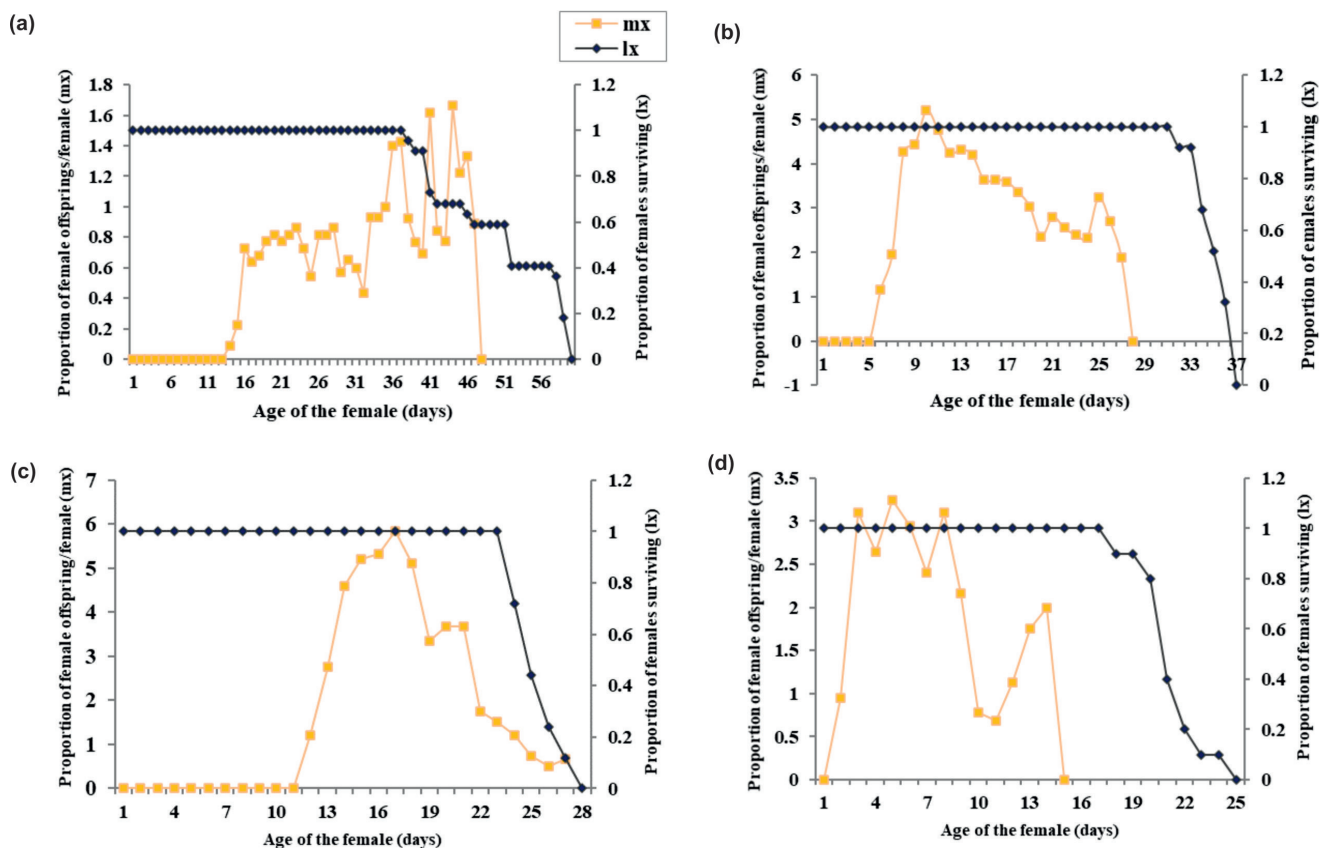 (a)
mx
lx
Proportion of female offsprings/female (mx)
1.8
1.6
1.4
1.2
1
0.8
0.6
0.4
0.2
0
1.2
1
0.8
0.6
0.4
0.2
0
Proportion of females surviving (lx)
1 6 11 16 21 26 31 36 41 46 51 56
Age of the female (days)
(b)
Proportion of femaleoffsprings/female (mx)
6
5
4
3
2
1
0
-1
1.2
1
0.8
0.6
0.4
0.2
0
Proportion of emales surviving (lx)
1 5 9 13 17 21 25 29 33 37
Age of the female (days)
(c)
Proportion of female offspring/female (mx)
7
6
5
4
3
2
1
0
1.2
1
0.8
0.6
0.4
0.2
0
Proportion of females surviving (lx)
1 4 7 10 13 16 19 22 25 28
Age of the female (days)
(d)
Proportion of female offspring/female (mx)
3.5
3
2.5
2
1.5
1
0.5
0
1.2
1
0.8
0.6
0.4
0.2
0
Proportion of females surviving (lx)
1 4 7 10 13 16 19 22 25
Age of the female (days)